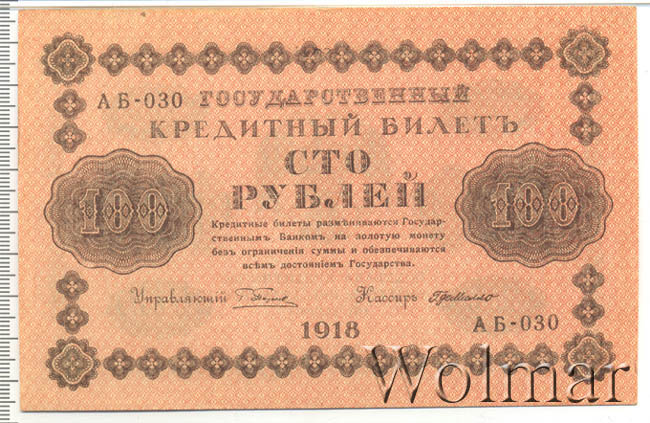 АБ-030 ГОСУДАРСТВЕННЫЙ
КРЕДИТНЫЙ БИЛЕТЪ
СТО
РУБЛЕЙ
100
100
Кредитные билеты размѣниваются Государ-
ственнымъ Банкомъ на золотую монету
безъ ограниченія суммы и обезпечиваются
всѣмъ достояніемъ Государства.
Управляющій
Кассиръ
1918
АБ-030
Wolmar